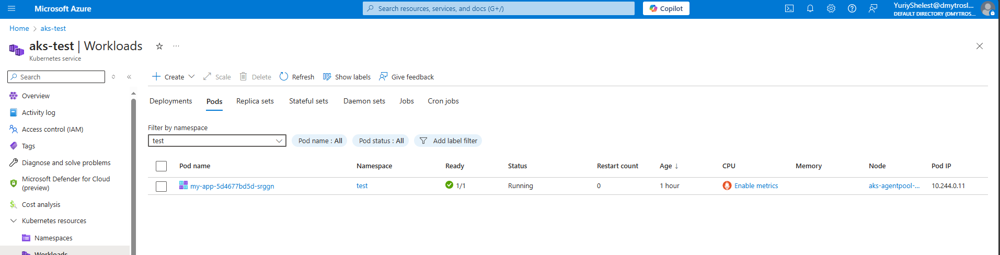 Microsoft Azure
Search resources, services, and docs (G+/)
Copilot
YuriyShelest@dmytrosl...
DEFAULT DIRECTORY (DMYTROS...
Home > aks-test
aks-test | Workloads
Kubernetes service
Search
Create
Scale
Delete
Refresh
Show labels
Give feedback
Overview
Activity log
Access control (IAM)
Tags
Diagnose and solve problems
Microsoft Defender for Cloud
(preview)
Cost analysis
Kubernetes resources
Namespaces
Workloads
Deployments Pods Replica sets Stateful sets Daemon sets Jobs Cron jobs
Filter by namespace
test
Pod name : All
Pod status : All
Add label filter
Pod name Namespace Ready Status Restart count Age ↓ CPU Memory Node Pod IP
my-app-5d4677bd5d-srggn test 1/1 Running 0 1 hour Enable metrics aks-agentpool-... 10.244.0.11